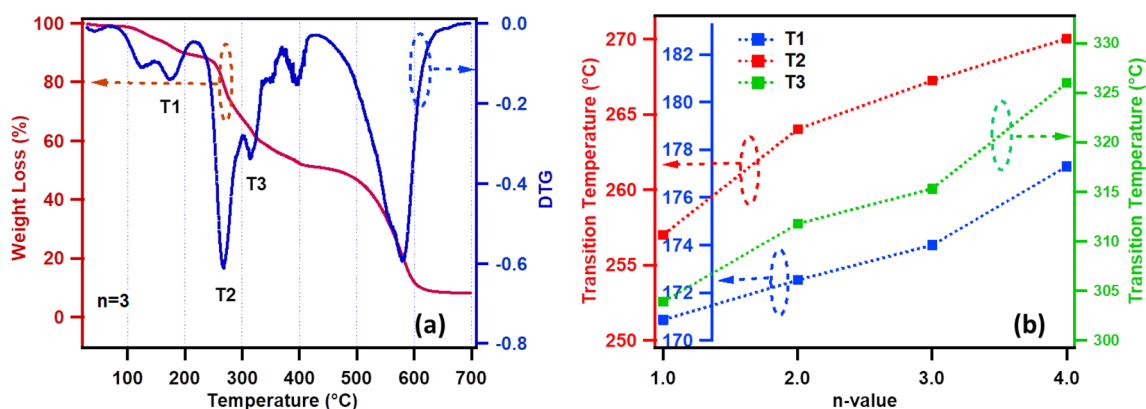 100
80
60
40
20
0
Weight Loss (%)
T1
T3
T2
n=3
(a)
0.0
-0.2
-0.4
-0.6
-0.8
DTG
100 200 300 400 500 600 700
Temperature (°C)
270
265
260
255
250
Transition Temperature (°C)
182
180
178
176
174
172
170
T1
T2
T3
(b)
330
325
320
315
310
305
300
Transition Temperature (°C)
1.0 2.0 3.0 4.0
n-value